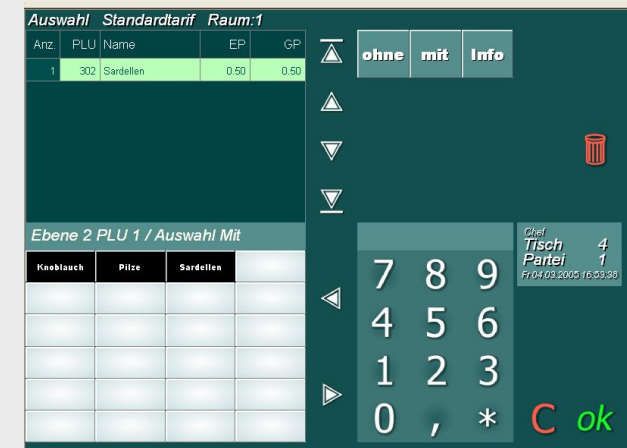 Auswahl Standardtarif Raum:1
Anz. PLU Name EP GP
1 302 Sardellen 0.50 0.50
ohne mit Info
Ebene 2 PLU 1 / Auswahl Mit
Knoblauch Pilze Sardellen
Chef
Tisch 4
Partei 1
Fr 04.03.2005 16:53:38
7 8 9
4 5 6
1 2 3
0 , *
C ok